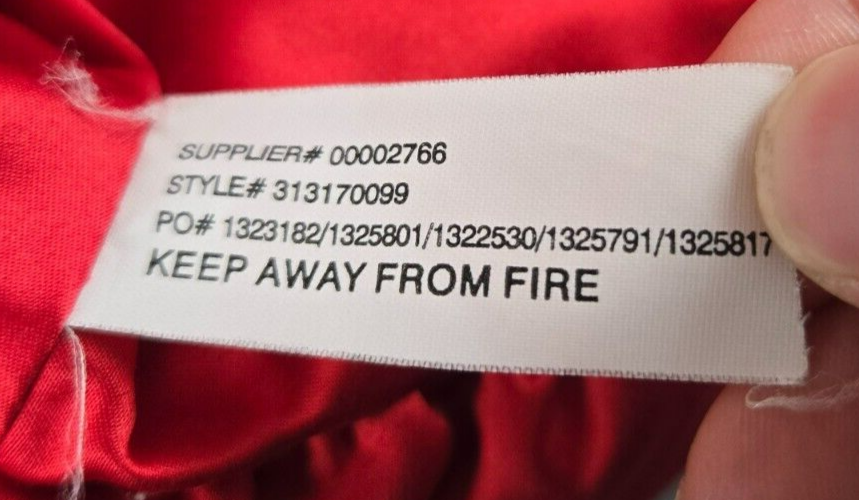 SUPPLIER# 00002766
STYLE# 313170099
PO# 1323182/1325801/1322530/1325791/1325817
KEEP AWAY FROM FIRE